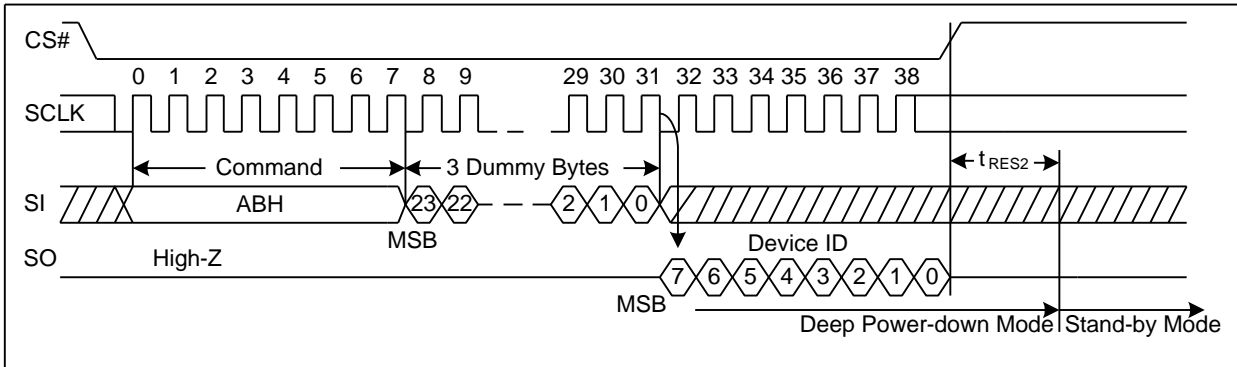 CS#
0 1 2 3 4 5 6 7 8 9 29 30 31 32 33 34 35 36 37 38
SCLK
Command 3 Dummy Bytes tRES2
SI ABH 23 22 2 1 0
MSB
SO High-Z Device ID
7 6 5 4 3 2 1 0
MSB
Deep Power-down Mode Stand-by Mode